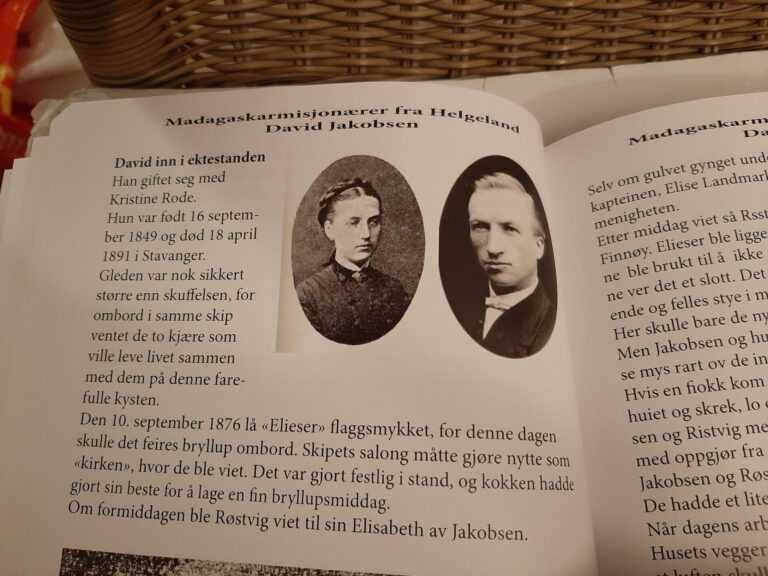 Madagaskarmisjonærer fra Helgeland
David Jakobsen
David inn i ektestanden
Han giftet seg med
Kristine Rode.
Hun var født 16 septem-
ber 1849 og død 18 april
1891 i Stavanger.
Gleden var nok sikkert
større enn skuffelsen, for
ombord i samme skip
ventet de to kjære som
ville leve livet sammen
med dem på denne fare-
fulle kysten.
Den 10. september 1876 lå «Elieser» flaggsmykket, for denne dagen
skulle det feires bryllup ombord. Skipets salong måtte gjøre nytte som
«kirken», hvor de ble viet. Det var gjort festlig i stand, og kokken hadde
gjort sin beste for å lage en fin bryllupsmiddag.
Om formiddagen ble Røstvig viet til sin Elisabeth av Jakobsen.
Madagaskarm
Da
Selv om gulvet gynget und
kapteinen, Elise Landmar
menigheten.
Etter middag viet så Rsst
Finnøy. Elieser ble ligge
ne ble brukt til å ikke
ne ver det et slott. Det
ende og felles stye i m
Her skulle bare de ny
Men Jakobsen og hu
se mys rart ov de in
Hvis en fiokk kom
huiet og skrek, lo
sen og Ristvig me
med oppgjør fra
Jakobsen og Røs
De hadde et lite
Når dagens arb
Husets vegger